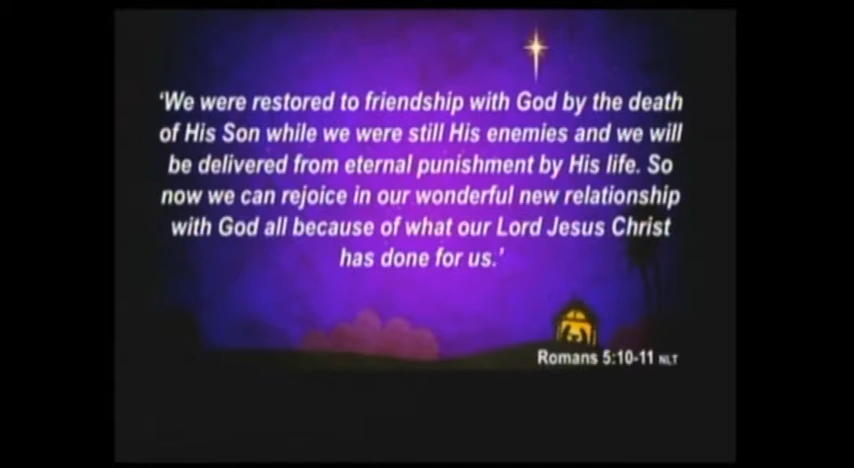 ‘We were restored to friendship with God by the death
of His Son while we were still His enemies and we will
be delivered from eternal punishment by His life. So
now we can rejoice in our wonderful new relationship
with God all because of what our Lord Jesus Christ
has done for us.’
Romans 5:10-11 NLT